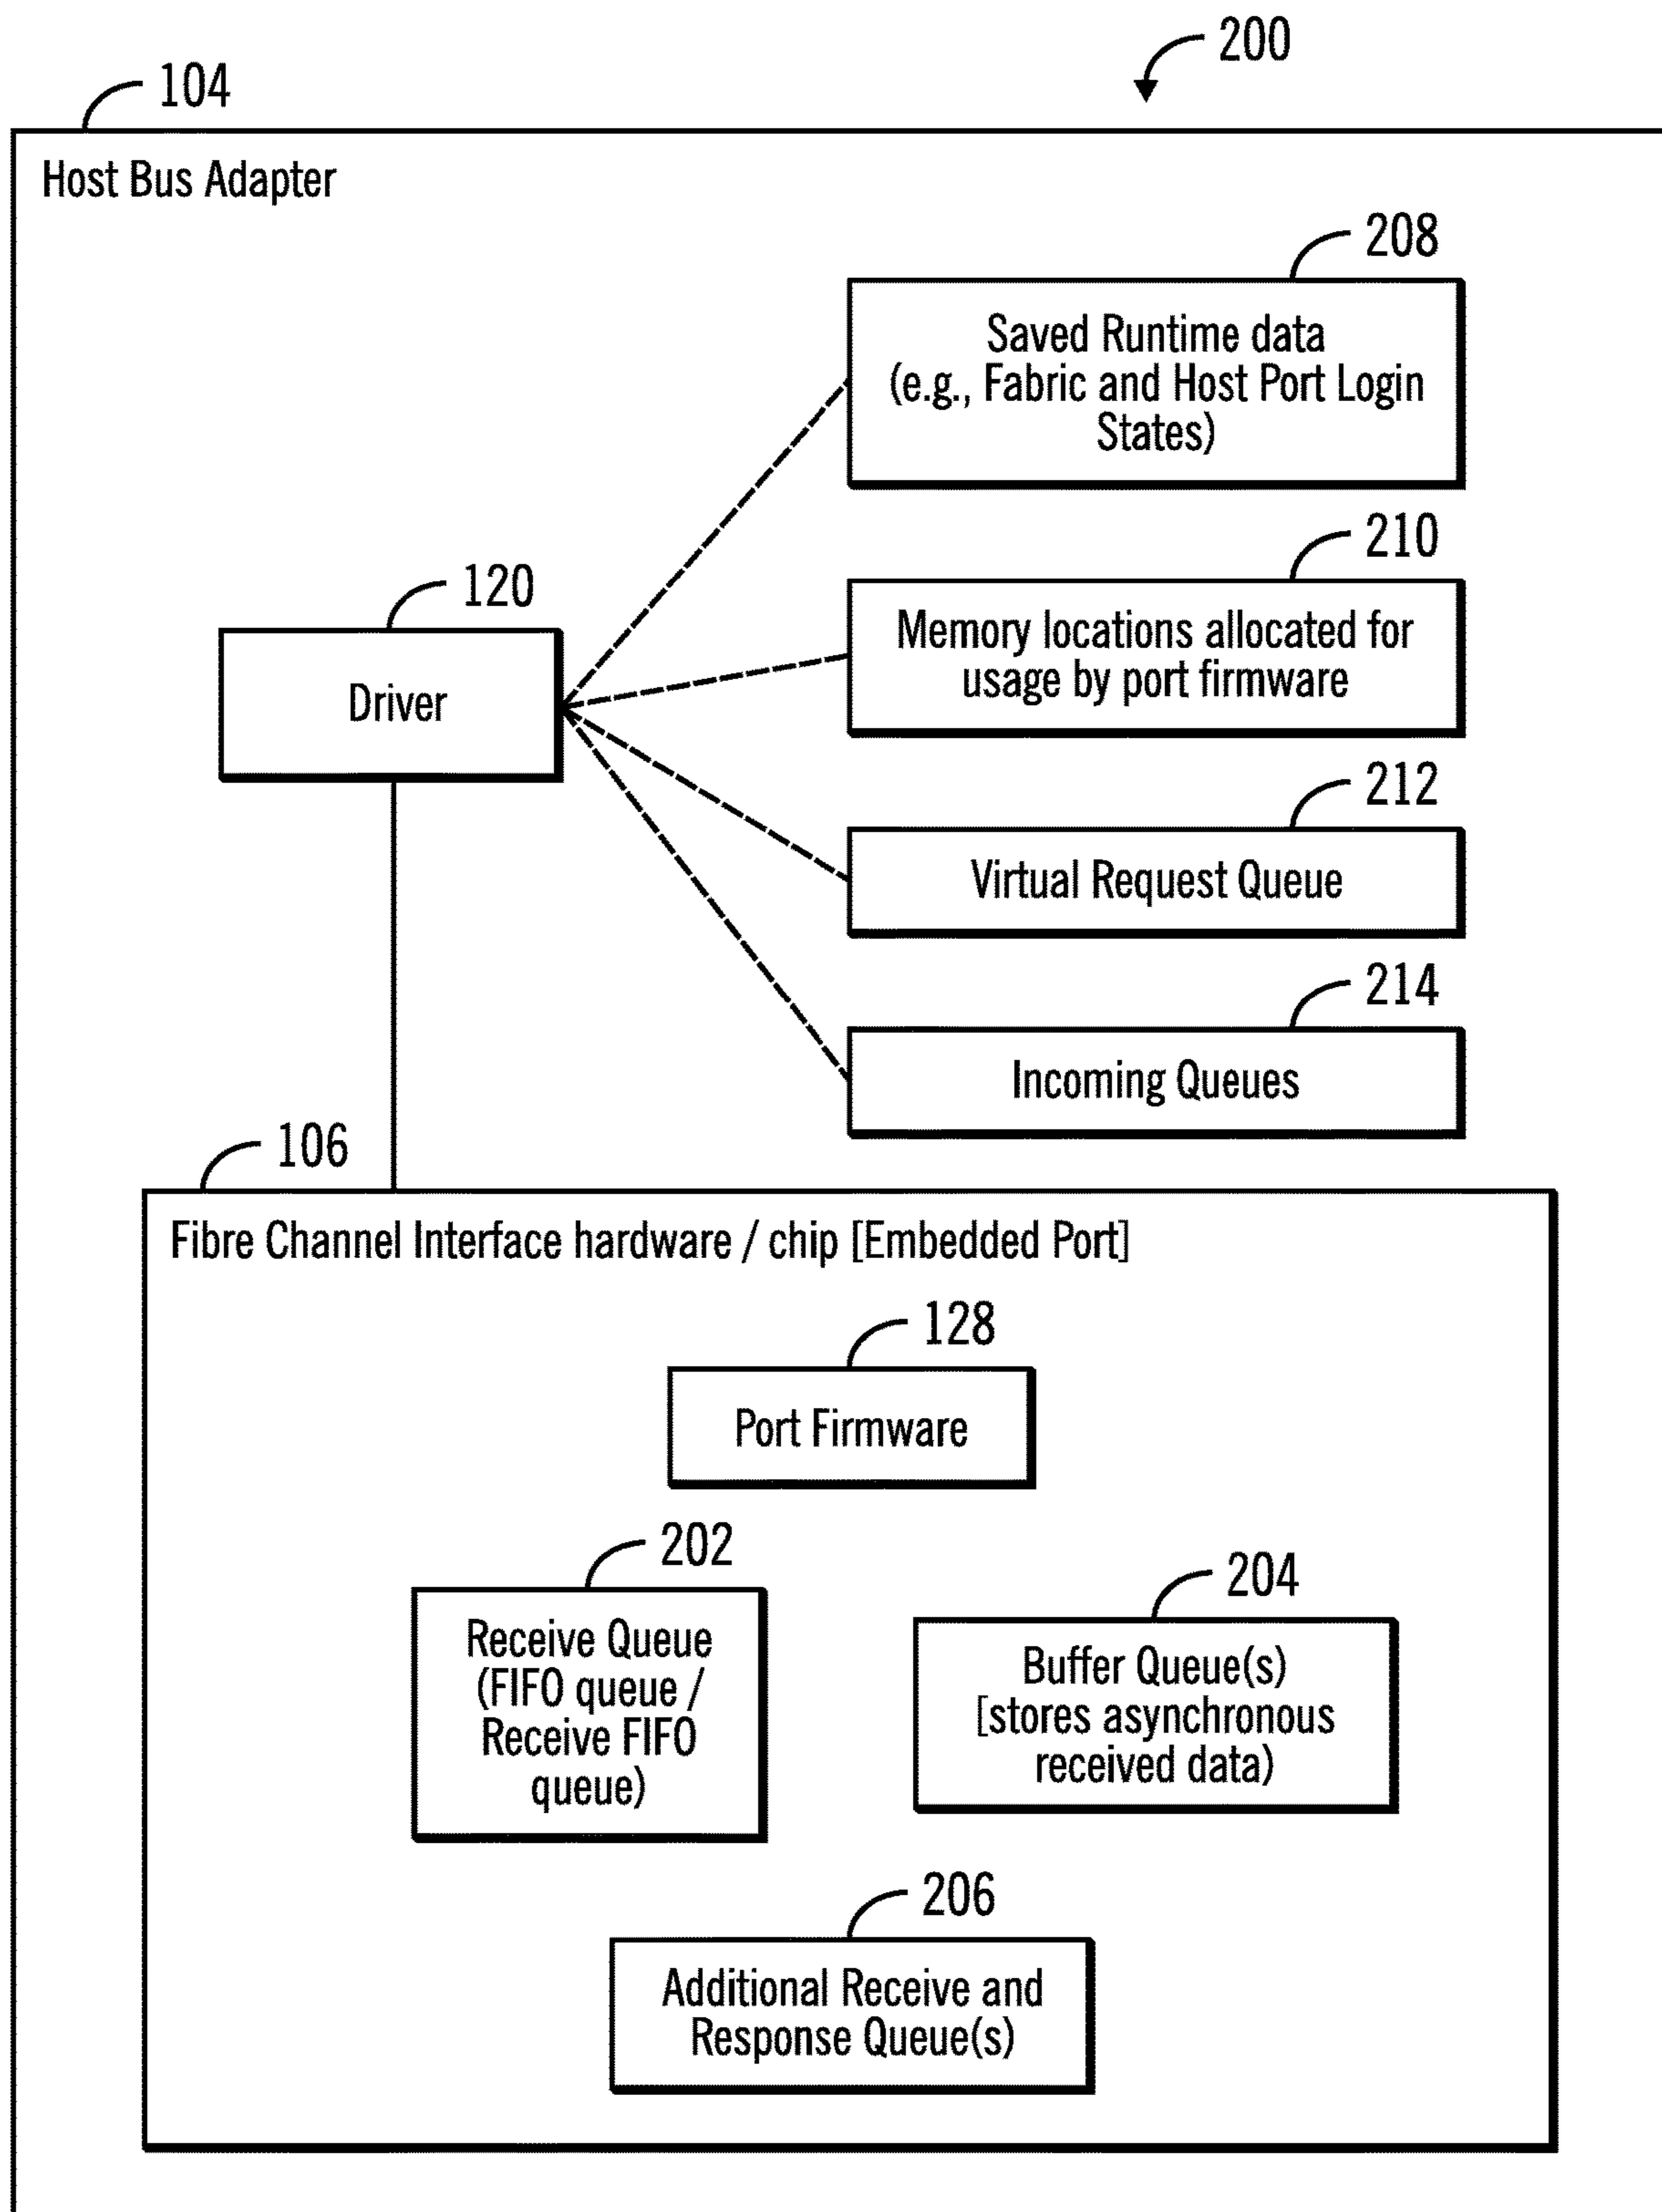 200
104
Host Bus Adapter
208
Saved Runtime data
(e.g., Fabric and Host Port Login
States)
210
Memory locations allocated for
usage by port firmware
120
Driver
212
Virtual Request Queue
214
Incoming Queues
106
Fibre Channel Interface hardware / chip [Embedded Port]
128
Port Firmware
202
Receive Queue
(FIFO queue /
Receive FIFO
queue)
204
Buffer Queue(s)
[stores asynchronous
received data)
206
Additional Receive and
Response Queue(s)